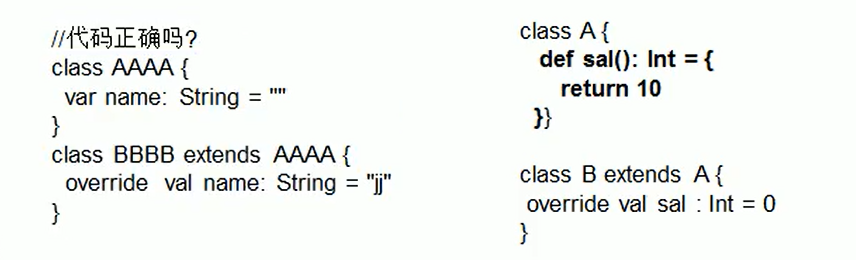 //代码正确吗?
class AAAA {
var name: String = ""
}
class BBBB extends AAAA {
override val name: String = "jj"
}
class A {
def sal(): Int = {
return 10
}}
class B extends A {
override val sal : Int = 0
}